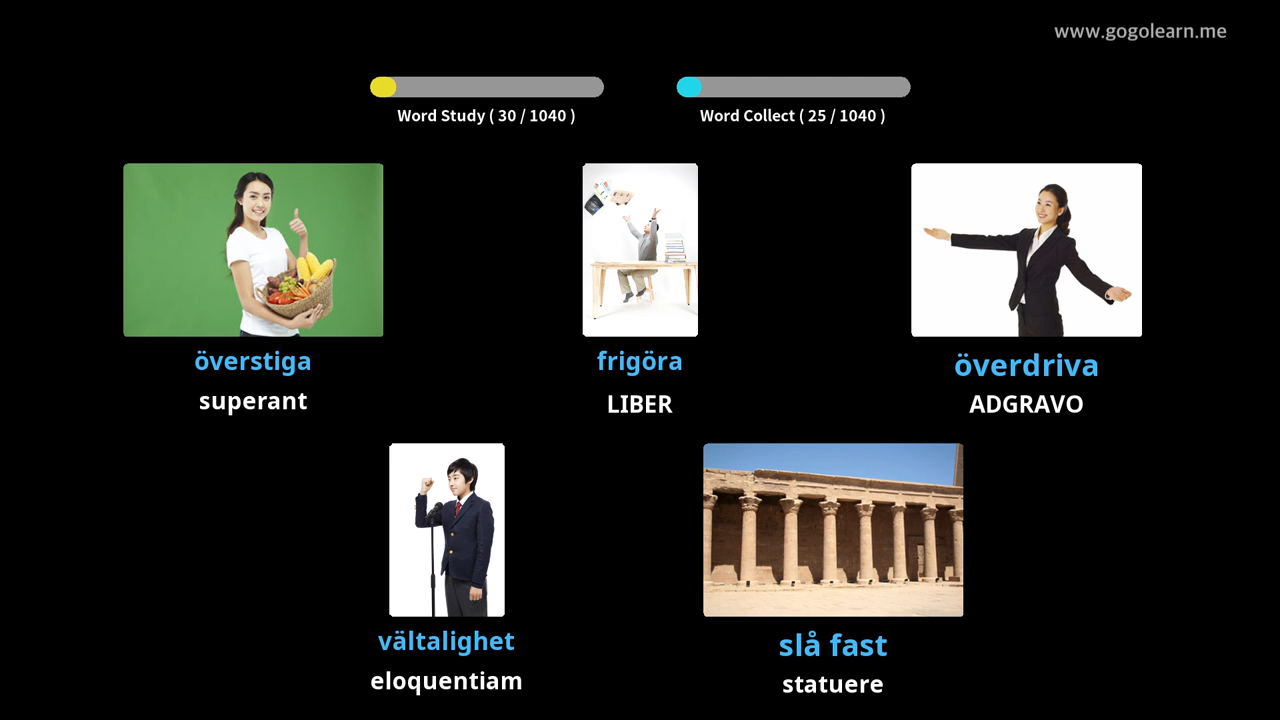 www.gogolearn.me
Word Study ( 30 / 1040 )
Word Collect ( 25 / 1040 )
överstiga
superant
frigöra
LIBER
överdriva
ADGRAVO
vältalighet
eloquentiam
slå fast
statuere